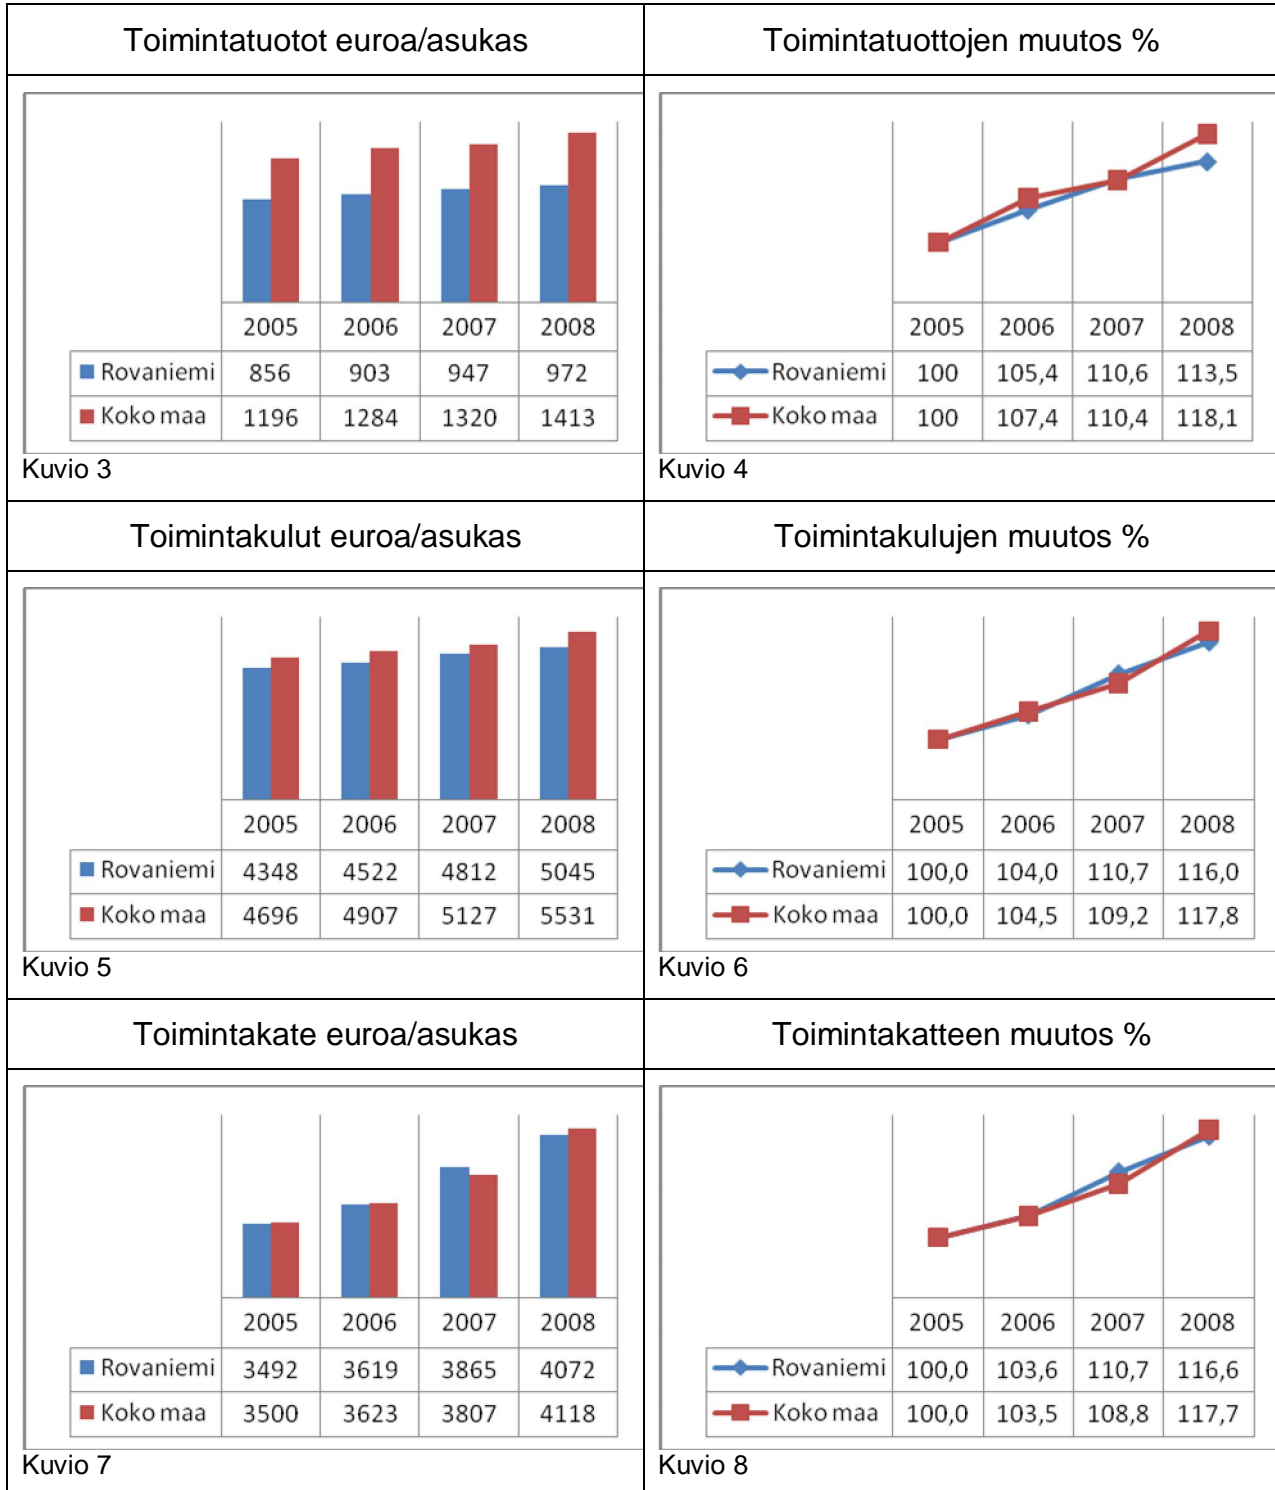 Toimintatuotot euroa/asukas
Toimintatuottojen muutos %
2005 2006 2007 2008
Rovaniemi 856 903 947 972
Koko maa 1196 1284 1320 1413
Kuvio 3
2005 2006 2007 2008
Rovaniemi 100 105,4 110,6 113,5
Koko maa 100 107,4 110,4 118,1
Kuvio 4
Toimintakulut euroa/asukas
Toimintakulujen muutos %
2005 2006 2007 2008
Rovaniemi 4348 4522 4812 5045
Koko maa 4696 4907 5127 5531
Kuvio 5
2005 2006 2007 2008
Rovaniemi 100,0 104,0 110,7 116,0
Koko maa 100,0 104,5 109,2 117,8
Kuvio 6
Toimintakate euroa/asukas
Toimintakatteen muutos %
2005 2006 2007 2008
Rovaniemi 3492 3619 3865 4072
Koko maa 3500 3623 3807 4118
Kuvio 7
2005 2006 2007 2008
Rovaniemi 100,0 103,6 110,7 116,6
Koko maa 100,0 103,5 108,8 117,7
Kuvio 8